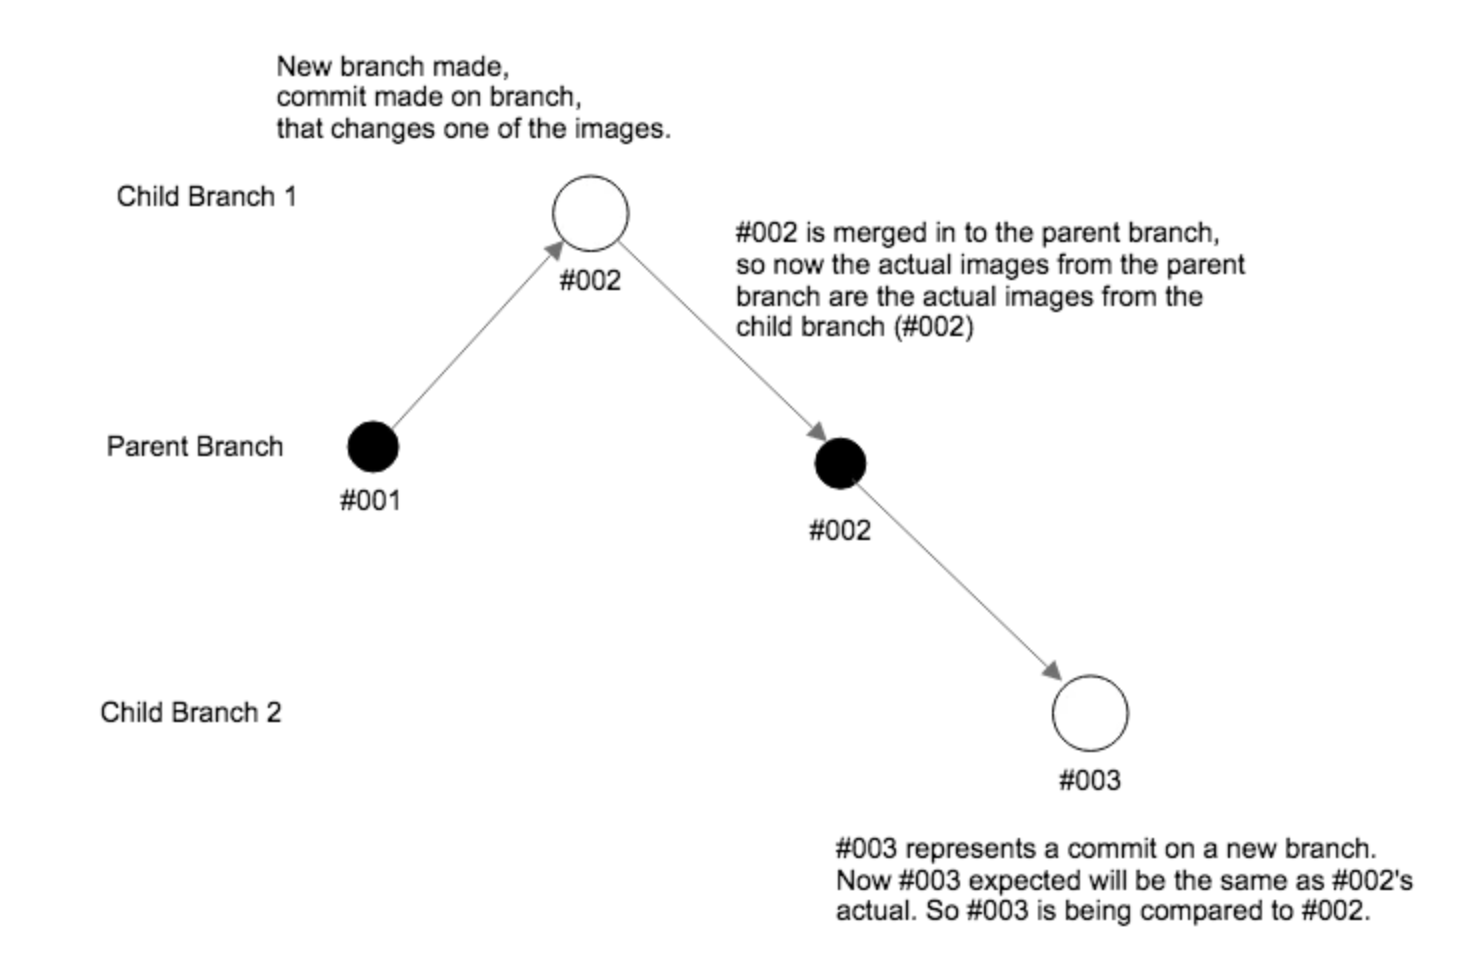 New branch made,
commit made on branch,
that changes one of the images.
Child Branch 1
#002
#002 is merged in to the parent branch,
so now the actual images from the parent
branch are the actual images from the
child branch (#002)
Parent Branch
#001
#002
Child Branch 2
#003
#003 represents a commit on a new branch.
Now #003 expected will be the same as #002's
actual. So #003 is being compared to #002.